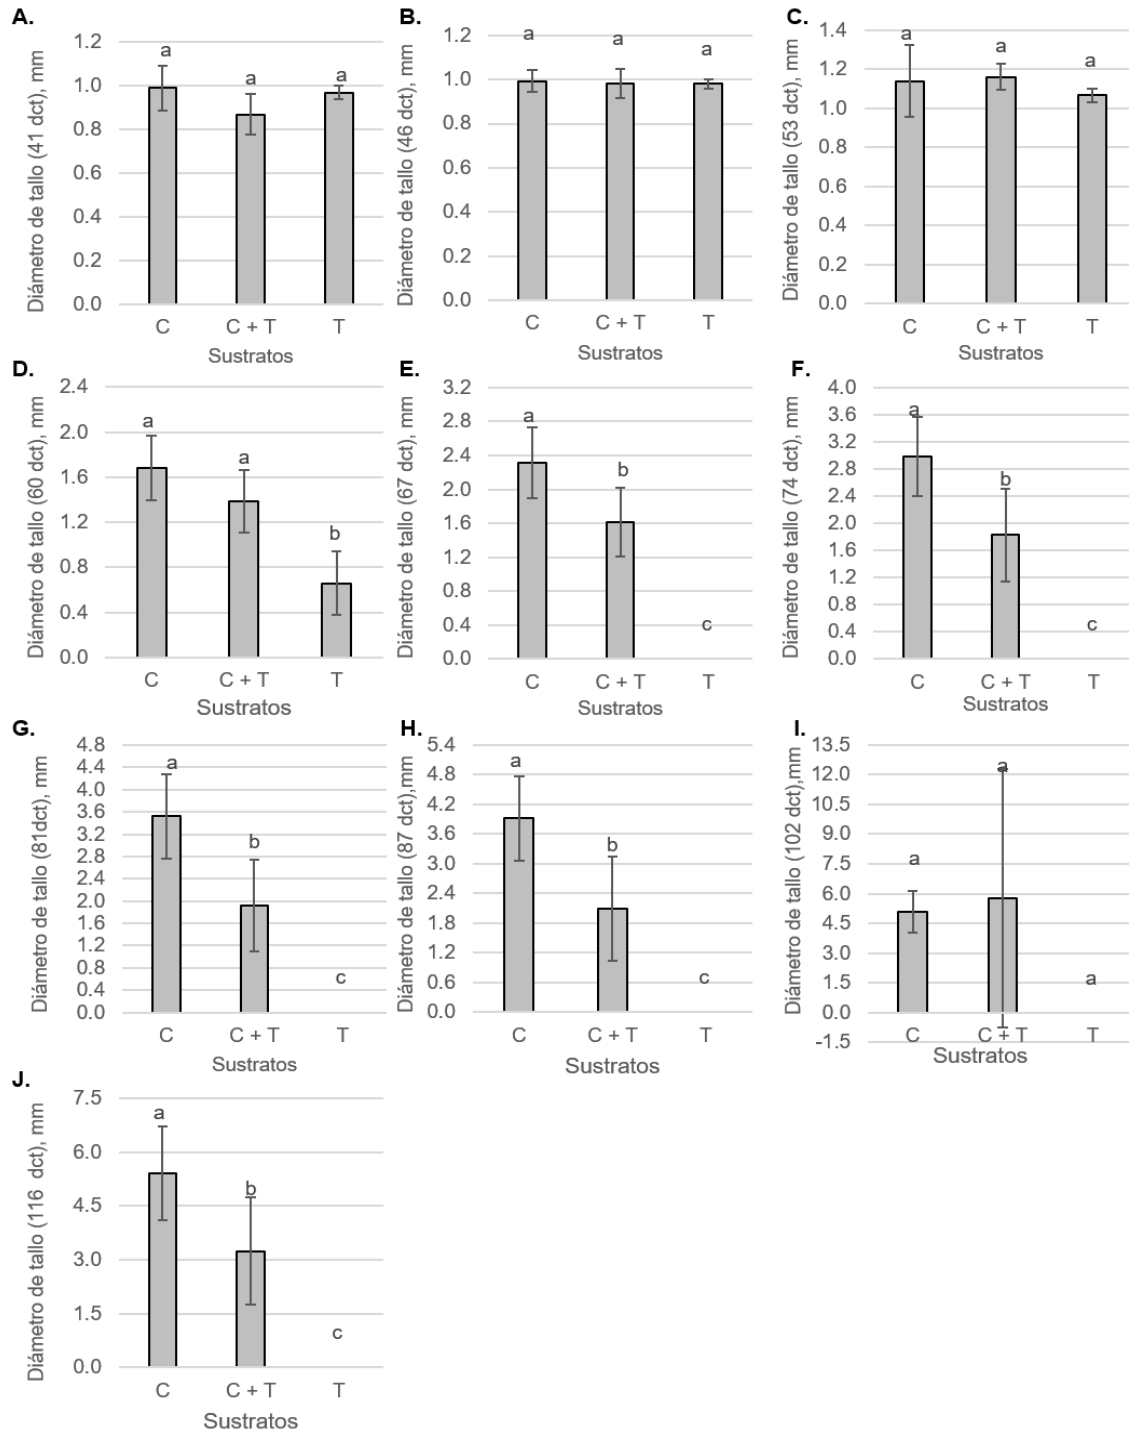 A.
Diámetro de tallo (41 dct), mm
1.2
1.0
0.8
0.6
0.4
0.2
0.0
a
a
a
C
C + T
T
Sustratos
B.
Diámetro de tallo (46 dct), mm
1.2
1.0
0.8
0.6
0.4
0.2
0.0
a
a
a
C
C + T
T
Sustratos
C.
Diámetro de tallo (53 dct), mm
1.4
1.2
1.0
0.8
0.6
0.4
0.2
0.0
a
a
a
C
C + T
T
Sustratos
D.
Diámetro de tallo (60 dct), mm
2.4
2.0
1.6
1.2
0.8
0.4
0.0
a
a
b
C
C + T
T
Sustratos
E.
Diámetro de tallo (67 dct), mm
3.2
2.8
2.4
2.0
1.6
1.2
0.8
0.4
0.0
a
b
c
C
C + T
T
Sustratos
F.
Diámetro de tallo (74 dct), mm
4.0
3.6
3.2
2.8
2.4
2.0
1.6
1.2
0.8
0.4
0.0
a
b
c
C
C + T
T
Sustratos
G.
Diámetro de tallo (81dct), mm
4.8
4.4
4.0
3.6
3.2
2.8
2.4
2.0
1.6
1.2
0.8
0.4
0.0
a
b
c
C
C + T
T
Sustratos
H.
Diámetro de tallo (87 dct),mm
5.4
4.8
4.2
3.6
3.0
2.4
1.8
1.2
0.6
0.0
a
b
c
C
C + T
T
Sustratos
I.
Diámetro de tallo (102 dct),mm
13.5
12.0
10.5
9.0
7.5
6.0
4.5
3.0
1.5
0.0
-1.5
a
a
a
C
C + T
T
Sustratos
J.
Diámetro de tallo (116 dct), mm
7.5
6.0
4.5
3.0
1.5
0.0
a
b
c
C
C + T
T
Sustratos